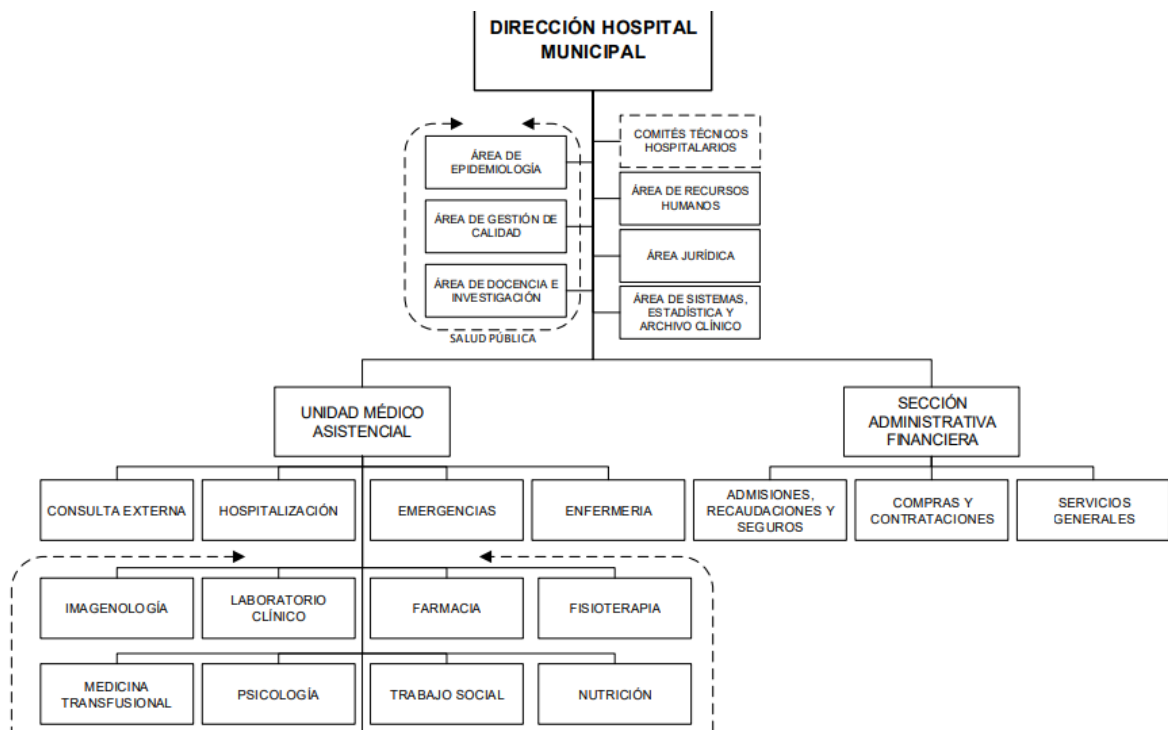 DIRECCIÓN HOSPITAL
MUNICIPAL
COMITÉS TÉCNICOS
HOSPITALARIOS
ÁREA DE
EPIDEMIOLOGÍA
ÁREA DE RECURSOS
HUMANOS
ÁREA DE GESTIÓN DE
CALIDAD
ÁREA JURÍDICA
ÁREA DE DOCENCIA E
INVESTIGACIÓN
ÁREA DE SISTEMAS,
ESTADÍSTICA Y
ARCHIVO CLÍNICO
SALUD PÚBLICA
UNIDAD MÉDICO
ASISTENCIAL
SECCIÓN
ADMINISTRATIVA
FINANCIERA
CONSULTA EXTERNA
HOSPITALIZACIÓN
EMERGENCIAS
ENFERMERIA
ADMISIONES,
RECAUDACIONES Y
SEGUROS
COMPRAS Y
CONTRATACIONES
SERVICIOS
GENERALES
IMAGENOLOGÍA
LABORATORIO
CLÍNICO
FARMACIA
FISIOTERAPIA
MEDICINA
TRANSFUSIONAL
PSICOLOGÍA
TRABAJO SOCIAL
NUTRICIÓN